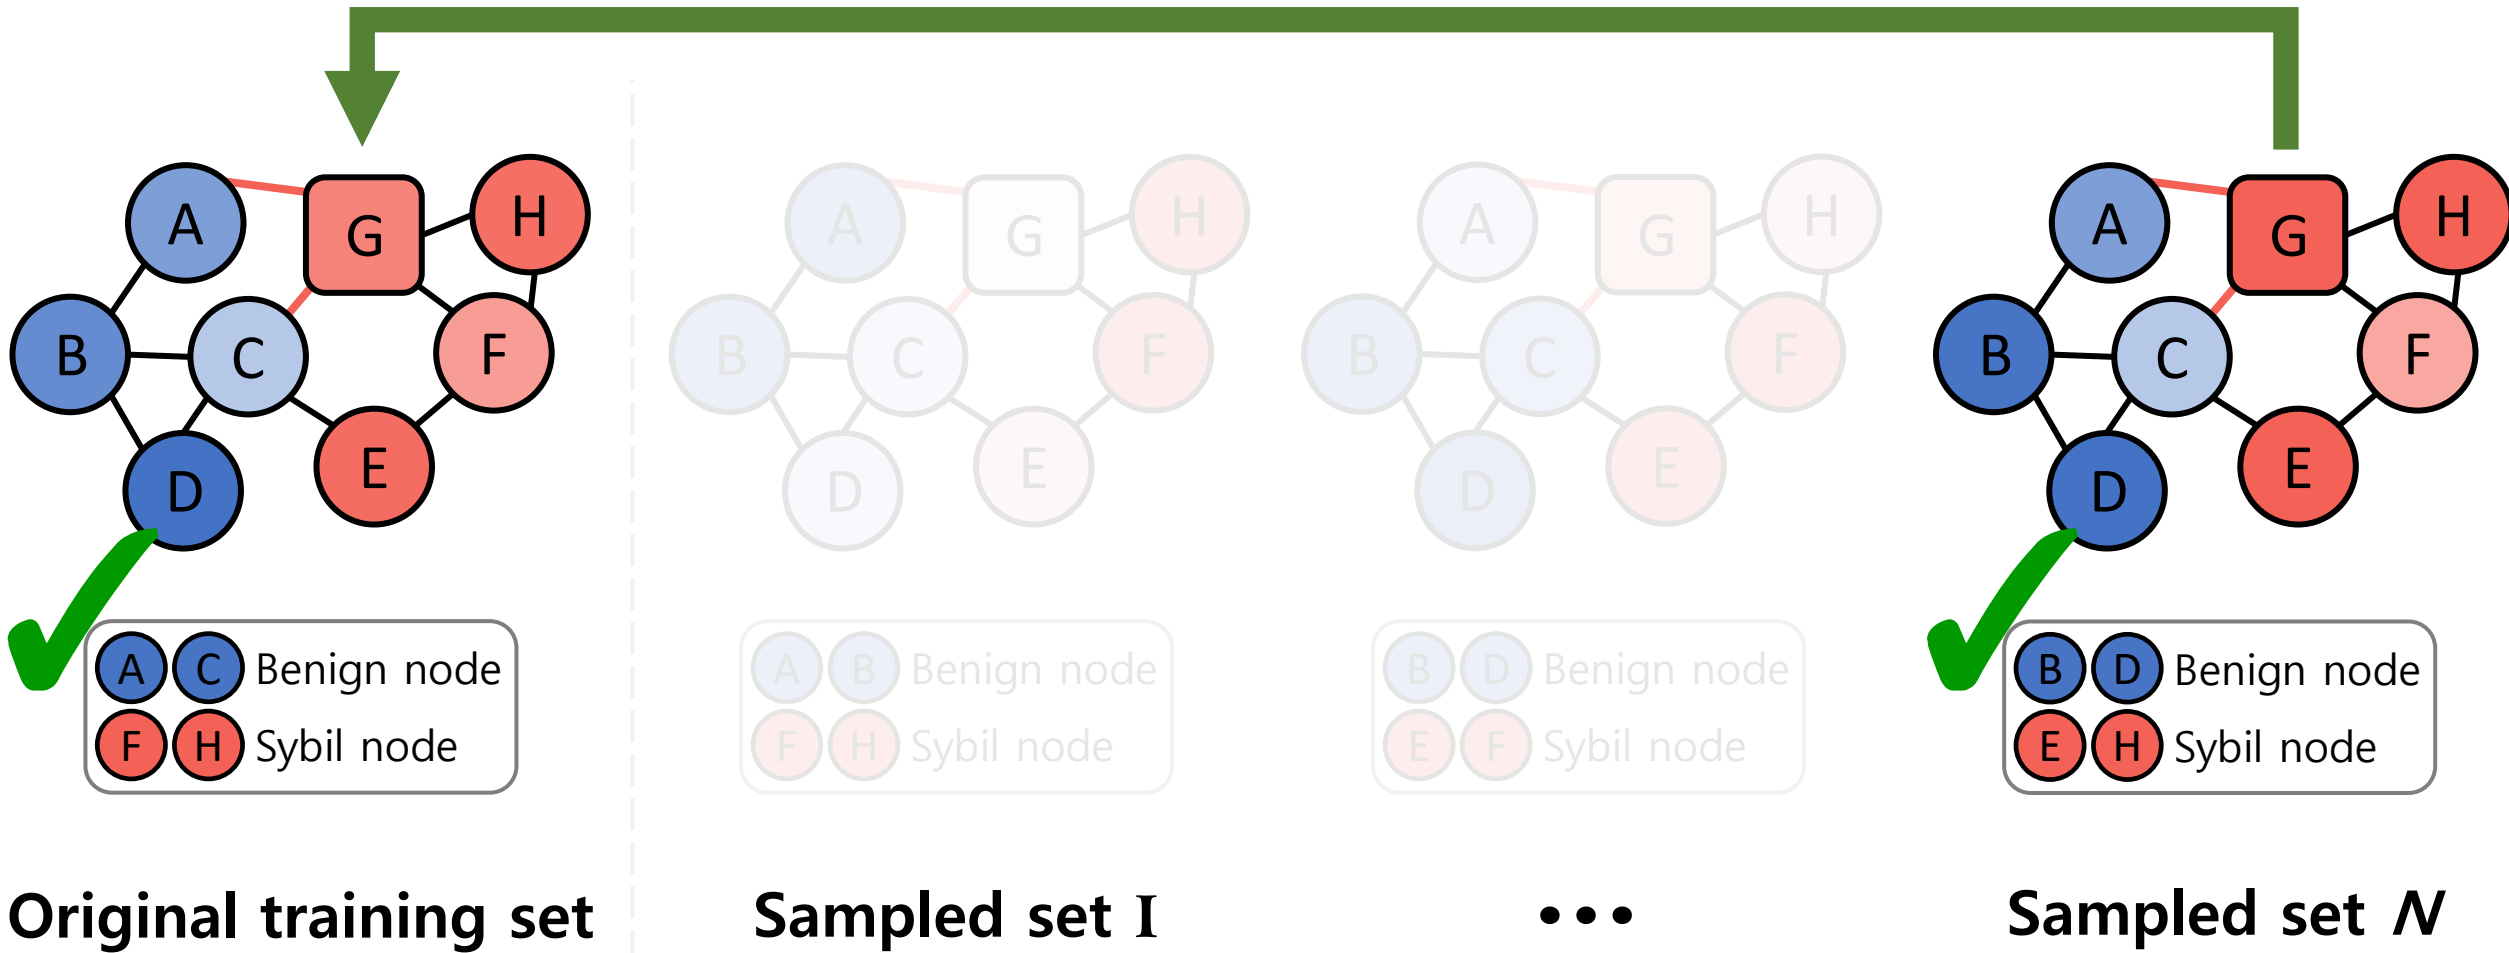 A
G
H
B
C
F
D
E
A C Benign node
F H Sybil node
Original training set
A
G
H
B
C
F
D
E
A B Benign node
F H Sybil node
Sampled set I
A
G
H
B
C
F
D
E
B D Benign node
E F Sybil node
•••
A
G
H
B
C
F
D
E
B D Benign node
E H Sybil node
Sampled set N